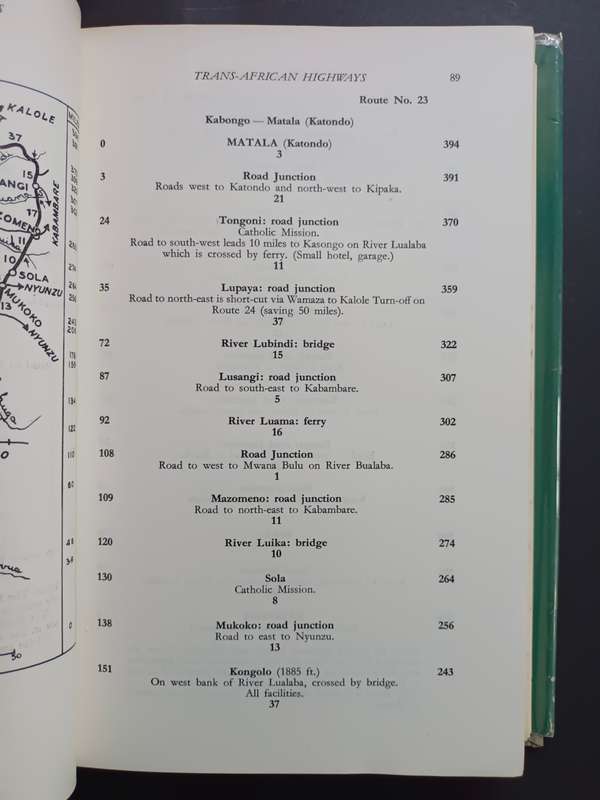 KALOLE
37
15
ANGI
17
OMENO
11
KABAMBARE
10
SOLA
NYUNZU
MUKOKO
13
NYUNZU
0
50
TRANS-AFRICAN HIGHWAYS 89
Route No. 23
Kabongo — Matala (Katondo)
0 MATALA (Katondo) 394
3
3 Road Junction 391
Roads west to Katondo and north-west to Kipaka.
21
24 Tongoni: road junction 370
Catholic Mission.
Road to south-west leads 10 miles to Kasongo on River Lualaba
which is crossed by ferry. (Small hotel, garage.)
11
35 Lupaya: road junction 359
Road to north-east is short-cut via Wamaza to Kalole Turn-off on
Route 24 (saving 50 miles).
37
72 River Lubindi: bridge 322
15
87 Lusangi: road junction 307
Road to south-east to Kabambare.
5
92 River Luama: ferry 302
16
108 Road Junction 286
Road to west to Mwana Bulu on River Bualaba.
1
109 Mazomeno: road junction 285
Road to north-east to Kabambare.
11
120 River Luika: bridge 274
10
130 Sola 264
Catholic Mission.
8
138 Mukoko: road junction 256
Road to east to Nyunzu.
13
151 Kongolo (1885 ft.) 243
On west bank of River Lualaba, crossed by bridge.
All facilities.
37